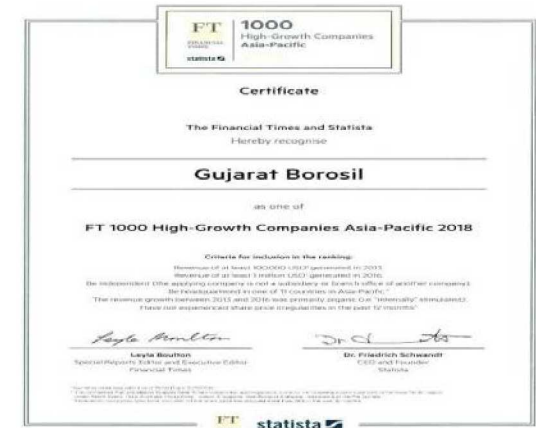 FT
FINANCIAL
TIMES
statista
1000
High-Growth Companies
Asia-Pacific
Certificate
The Financial Times and Statista
Hereby recognise
Gujarat Borosil
as one of
FT 1000 High-Growth Companies Asia-Pacific 2018
Criteria for inclusion in the ranking:
Revenue of at least 100,000 USD¹ generated in 2013
Revenue of at least 1 million USD¹ generated in 2016
Be independent (the applying company is not a subsidiary or branch office of another company)
Be headquartered in one of 11 countries in Asia-Pacific
The revenue growth between 2013 and 2016 was primarily organic (i.e. "internally" stimulated)
Have not experienced share price irregularities in the past 12 months
Layla Boulton
Special Reports Editor and Executive Editor
Financial Times
Dr. Friedrich Schwandt
CEO and Founder
Statista
FT
statista